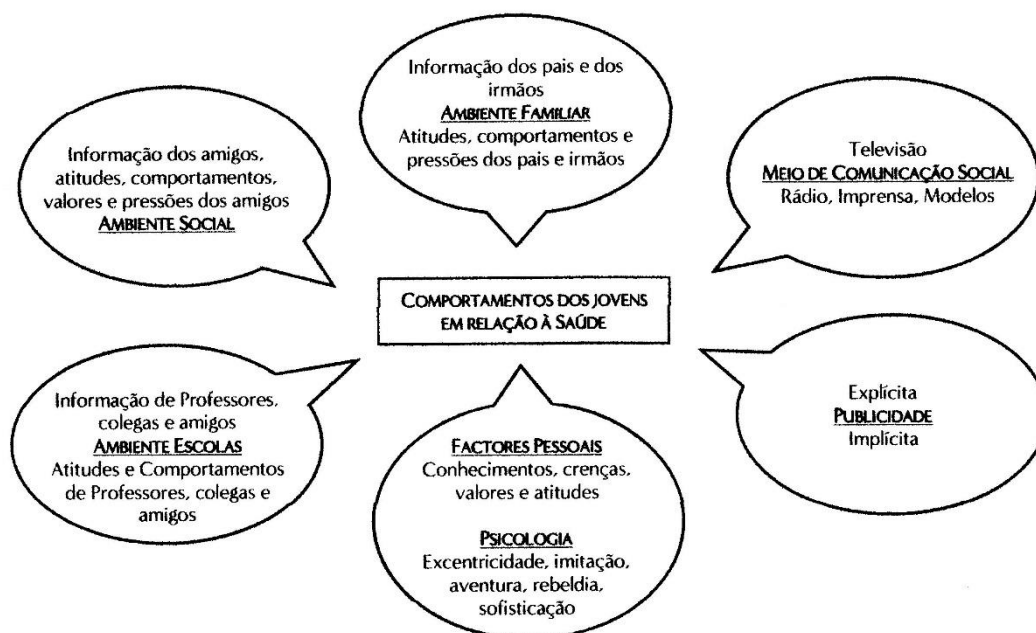 Informação dos pais e dos
irmãos
AMBIENTE FAMILIAR
Atitudes, comportamentos e
pressões dos pais e irmãos
Informação dos amigos,
atitudes, comportamentos,
valores e pressões dos amigos
AMBIENTE SOCIAL
Televisão
MEIO DE COMUNICAÇÃO SOCIAL
Rádio, Imprensa, Modelos
COMPORTAMENTOS DOS JOVENS
EM RELAÇÃO À SAÚDE
Informação de Professores,
colegas e amigos
AMBIENTE ESCOLAS
Atitudes e Comportamentos
de Professores, colegas e
amigos
FACTORES PESSOAIS
Conhecimentos, crenças,
valores e atitudes
PSICOLOGIA
Excentricidade, imitação,
aventura, rebeldia,
sofisticação
Explícita
PUBLICIDADE
Implícita